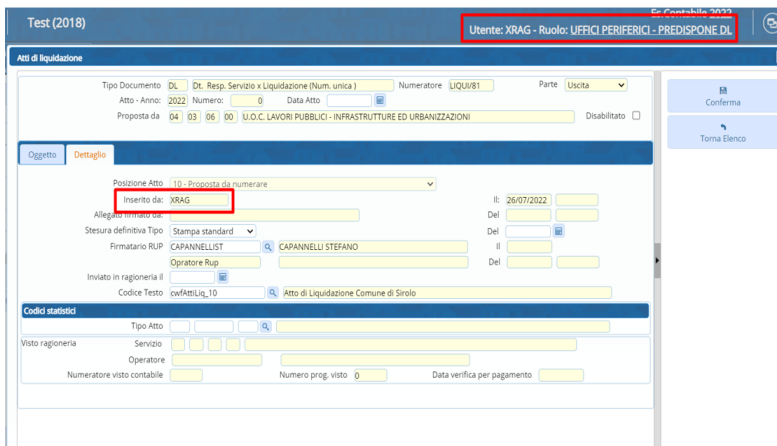 Es Contabile 2022
Test (2018)
Utente: XRAG - Ruolo: UFFICI PERIFERICI - PREDISPONE DL
Atti di liquidazione
Tipo Documento DL Dt. Resp. Servizio x Liquidazione (Num. unica ) Numeratore LIQUI/81 Parte Uscita
Atto - Anno: 2022 Numero: 0 Data Atto
Proposta da 04 03 06 00 U.O.C. LAVORI PUBBLICI - INFRASTRUTTURE ED URBANIZZAZIONI Disabilitato
Conferma
Torna Elenco
Oggetto Dettaglio
Posizione Atto 10 - Proposta da numerare
Inserito da: XRAG Il: 26/07/2022
Allegato firmato da: Del
Stesura definitiva Tipo Stampa standard Del
Firmatario RUP CAPANNELLIST CAPANNELLI STEFANO Il
Opratore Rup Del
Inviato in ragioneria il
Codice Testo cwfAttiLiq_10 Atto di Liquidazione Comune di Sirolo
Codici statistici
Tipo Atto
Visto ragioneria Servizio
Operatore
Numeratore visto contabile Numero prog. visto 0 Data verifica per pagamento